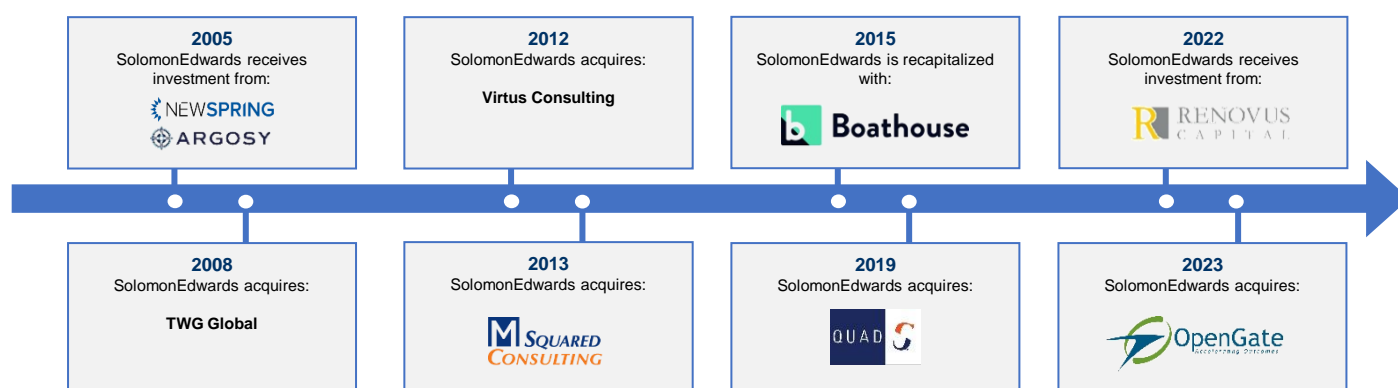 2005
SolomonEdwards receives
investment from:
NEWSPRING
ARGOSY
2012
SolomonEdwards acquires:
Virtus Consulting
2015
SolomonEdwards is recapitalized
with:
b Boathouse
2022
SolomonEdwards receives
investment from:
R RENOVUS
CAPITAL
2008
SolomonEdwards acquires:
TWG Global
2013
SolomonEdwards acquires:
M SQUARED
CONSULTING
2019
SolomonEdwards acquires:
QUAD S
2023
SolomonEdwards acquires:
OpenGate
Accelerating Outcomes